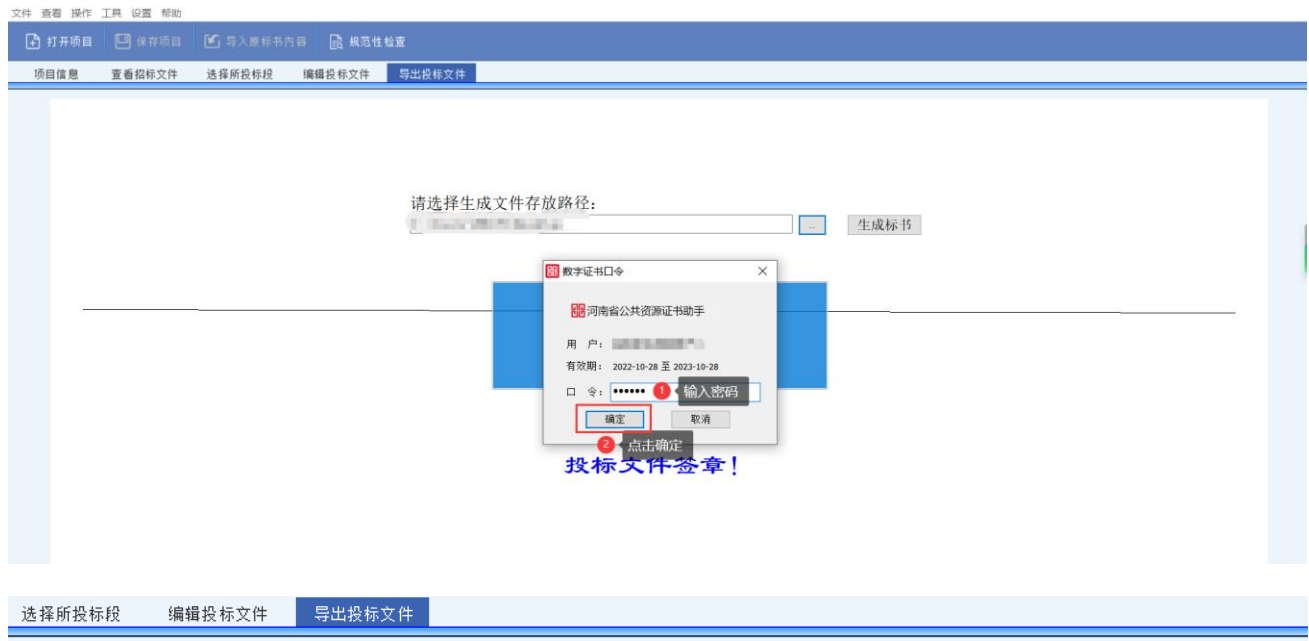 文件 查看 操作 工具 设置 帮助
打开项目 保存项目 导入原标书内容 规范性检查
项目信息 查看招标文件 选择所投标段 编辑投标文件 导出投标文件
请选择生成文件存放路径：
... 生成标书
数字证书口令
河南省公共资源证书助手
用 户：
有效期： 2022-10-28 至 2023-10-28
口 令： •••••• 1 输入密码
确定 取消
2 点击确定
投标文件签章！
选择所投标段 编辑投标文件 导出投标文件